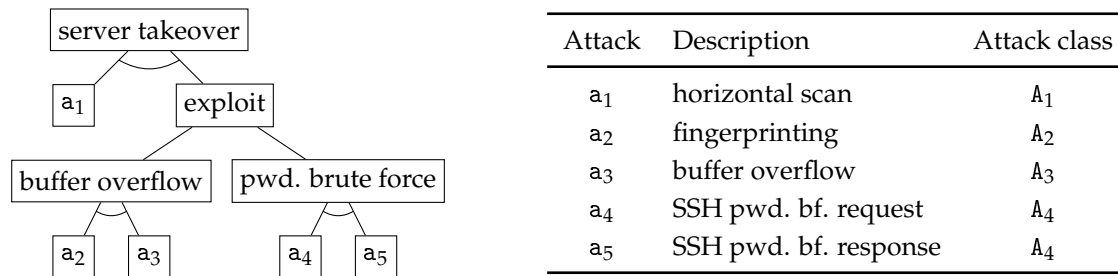 server takeover
a1
exploit
buffer overflow
pwd. brute force
a2
a3
a4
a5
Attack Description Attack class
a1 horizontal scan A1
a2 fingerprinting A2
a3 buffer overflow A3
a4 SSH pwd. bf. request A4
a5 SSH pwd. bf. response A4